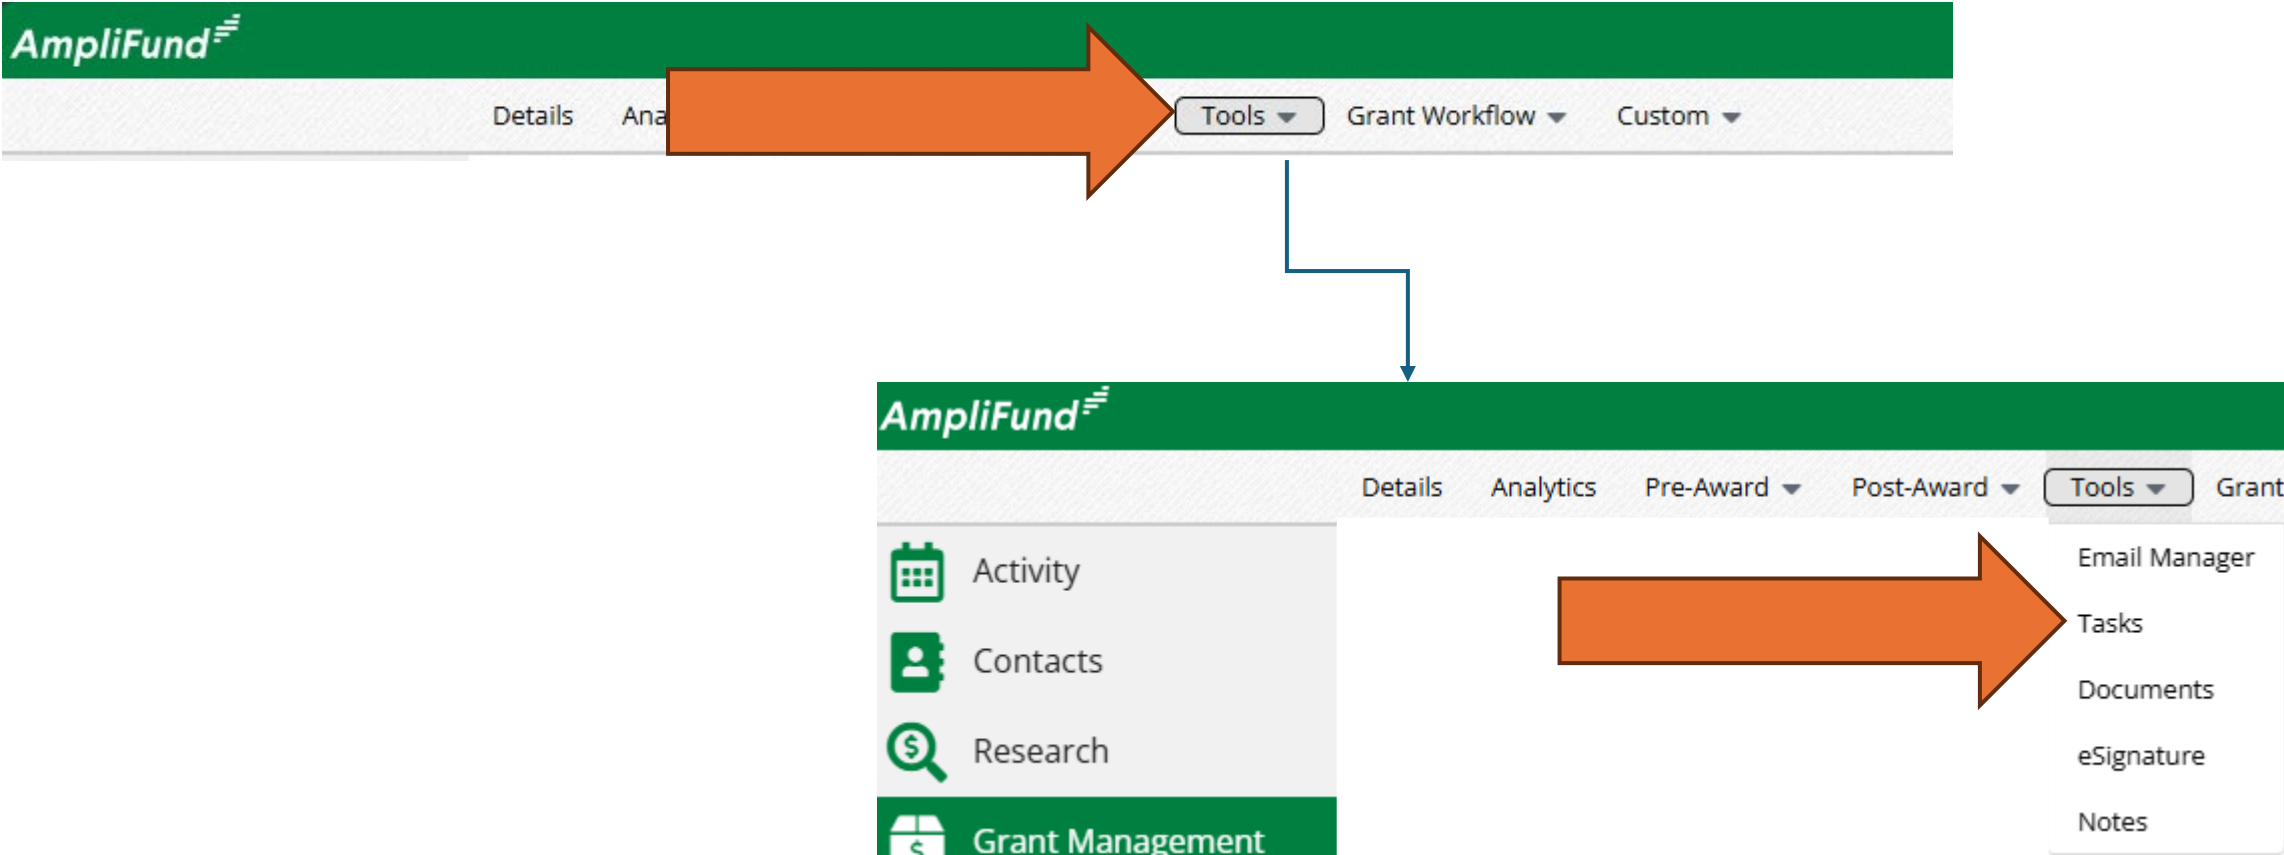 AmpliFund
Details Ana Tools Grant Workflow Custom
AmpliFund
Details Analytics Pre-Award Post-Award Tools Grant
Activity
Contacts
Research
Grant Management
Email Manager
Tasks
Documents
eSignature
Notes